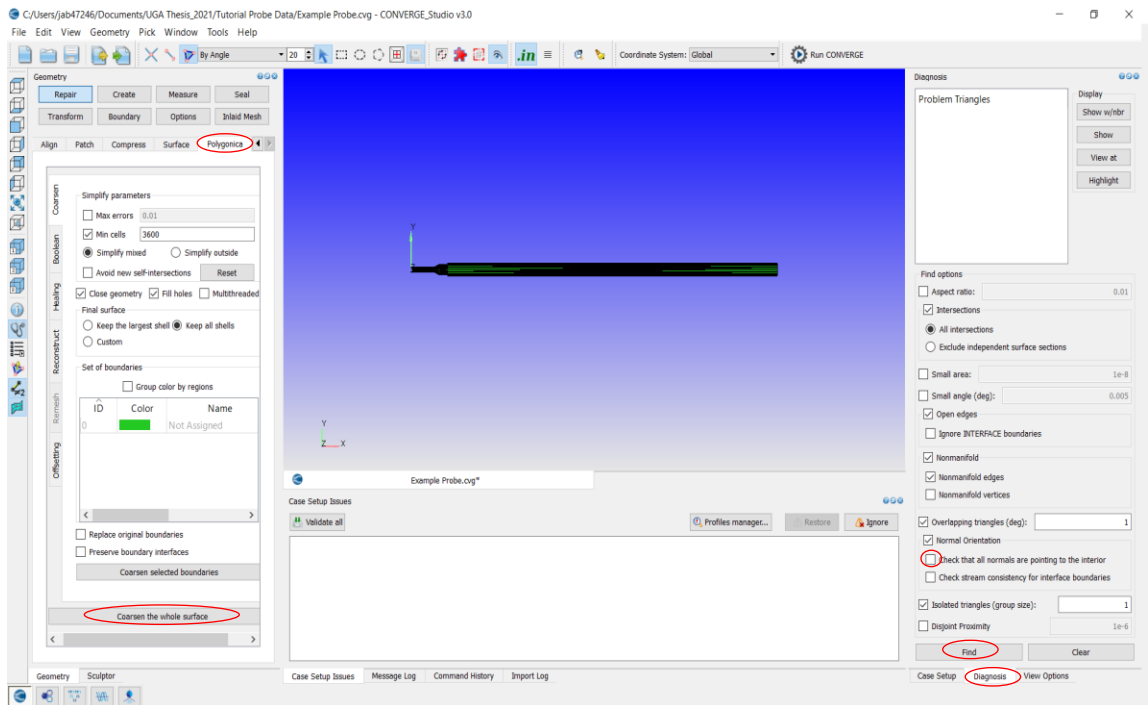 C:/Users/jab47246/Documents/UGA Thesis_2021/Tutorial Probe Data/Example Probe.cvg - CONVERGE_Studio v3.0
File Edit View Geometry Pick Window Tools Help
By Angle 20 .in Coordinate System: Global Run CONVERGE
Geometry
Repair Create Measure Seal
Transform Boundary Options Inlaid Mesh
Align Patch Compress Surface Polygonica
Coarsen
Boolean
Healing
Reconstruct
Remesh
Offsetting
Simplify parameters
Max errors 0.01
Min cells 3600
Simplify mixed Simplify outside
Avoid new self-intersections Reset
Close geometry Fill holes Multithreaded
Final surface
Keep the largest shell Keep all shells
Custom
Set of boundaries
Group color by regions
ID Color Name
0 Not Assigned
Replace original boundaries
Preserve boundary interfaces
Coarsen selected boundaries
Coarsen the whole surface
Geometry Sculptor
Y
Y
Z X
Example Probe.cvg*
Case Setup Issues
Validate all Profiles manager... Restore Ignore
Case Setup Issues Message Log Command History Import Log
Diagnosis
Problem Triangles
Display
Show w/nbr
Show
View at
Highlight
Find options
Aspect ratio: 0.01
Intersections
All intersections
Exclude independent surface sections
Small area: 1e-8
Small angle (deg): 0.005
Open edges
Ignore INTERFACE boundaries
Nonmanifold
Nonmanifold edges
Nonmanifold vertices
Overlapping triangles (deg): 1
Normal Orientation
Check that all normals are pointing to the interior
Check stream consistency for interface boundaries
Isolated triangles (group size): 1
Disjoint Proximity 1e-6
Find Clear
Case Setup Diagnosis View Options